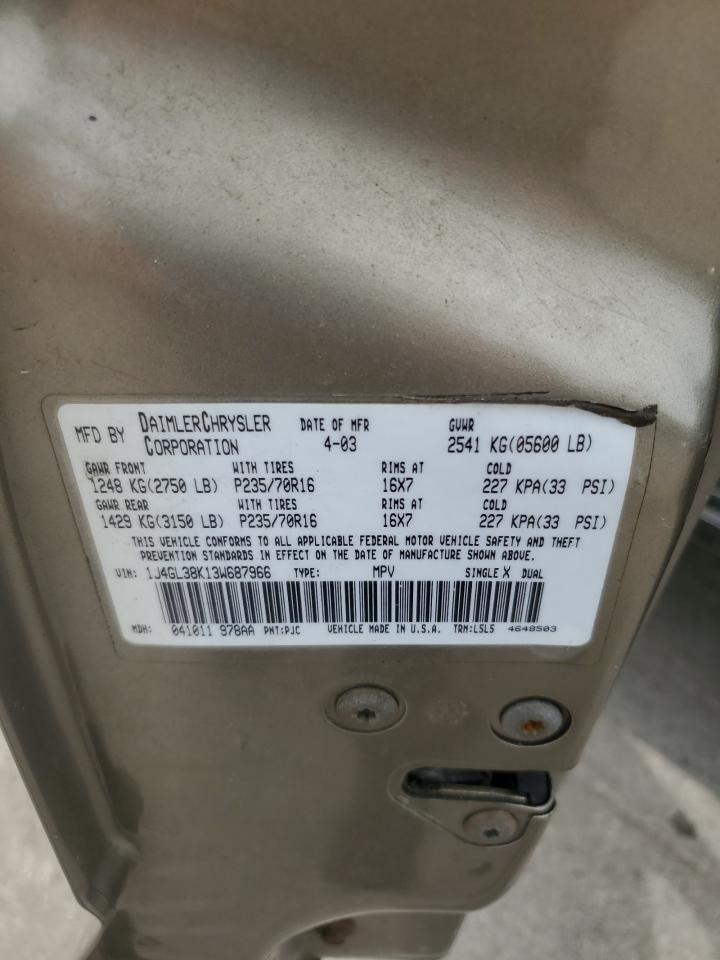 MFD BY DAIMLERCHRYSLER CORPORATION DATE OF MFR 4-03 GVWR 2541 KG(05600 LB)
GAWR FRONT WITH TIRES RIMS AT COLD
1248 KG(2750 LB) P235/70R16 16X7 227 KPA(33 PSI)
GAWR REAR WITH TIRES RIMS AT COLD
1429 KG(3150 LB) P235/70R16 16X7 227 KPA(33 PSI)
THIS VEHICLE CONFORMS TO ALL APPLICABLE FEDERAL MOTOR VEHICLE SAFETY AND THEFT
PREVENTION STANDARDS IN EFFECT ON THE DATE OF MANUFACTURE SHOWN ABOVE.
VIN: 1J4GL38K13W687966 TYPE: MPV SINGLE X DUAL
MDH: 041011 978AA PNT:PJC VEHICLE MADE IN U.S.A. TRM:L5L5 4648503